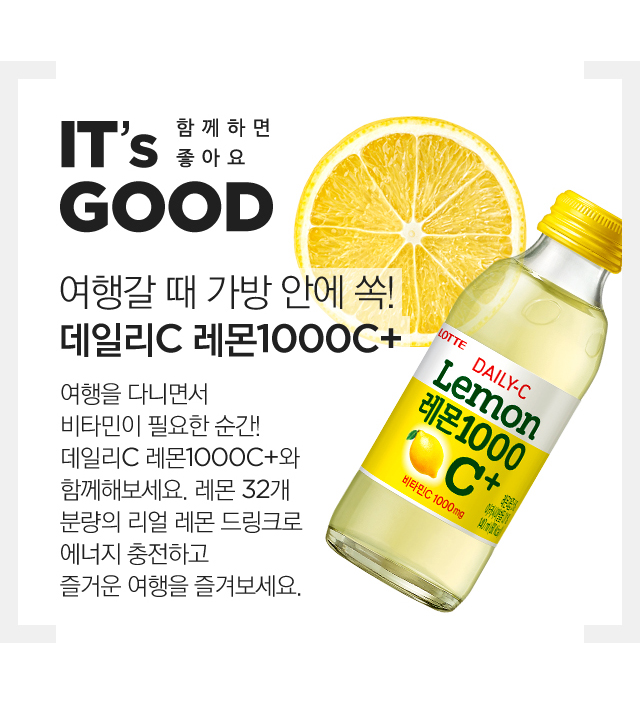 IT's
함께하면
좋아요
GOOD
여행갈 때 가방 안에 쏙!
데일리C 레몬1000C+
여행을 다니면서
비타민이 필요한 순간!
데일리C 레몬1000C+와
함께해보세요. 레몬 32개
분량의 리얼 레몬 드링크로
에너지 충전하고
즐거운 여행을 즐겨보세요.
LOTTE
DAILY-C
Lemon
레몬1000
C+
비타민C 1000mg